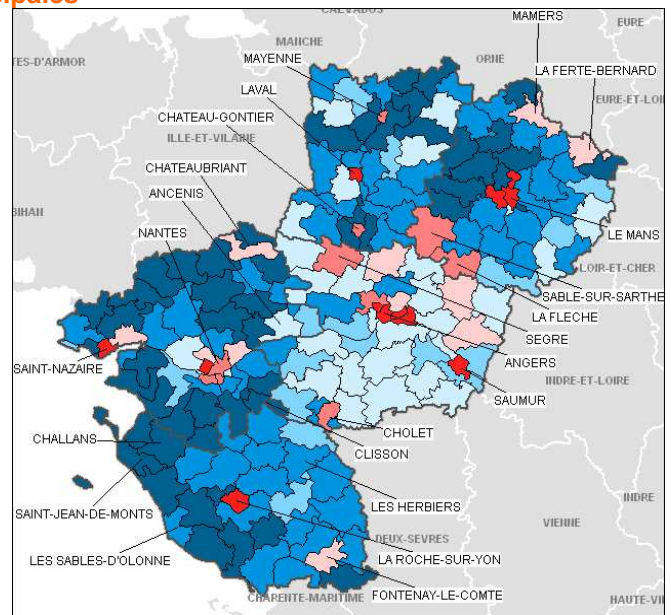 cipales
CALVADOS
MAMERS
EURE
MANCHE
ORNE
TES-D'ARMOR
MAYENNE
LA FERTE-BERNARD
LAVAL
EURE-ET-LOI
CHATEAU-GONTIER
ILLE-ET-VILAINE
CHATEAUBRIANT
ANCENIS
BIHAN
NANTES
LE MANS
LOIR-ET-CHER
SABLE-SUR-SARTHE
LA FLECHE
SEGRE
SAINT-NAZAIRE
ANGERS
INDRE-ET-LOIRE
SAUMUR
CHALLANS
CHOLET
CLISSON
INDRE
SAINT-JEAN-DE-MONTS
LES HERBIERS
VIENNE
DEUX-SEVRES
LES SABLES-D'OLONNE
LA ROCHE-SUR-YON
FONTENAY-LE-COMTE
CHARENTE-MARITIME
HAUTE-VI